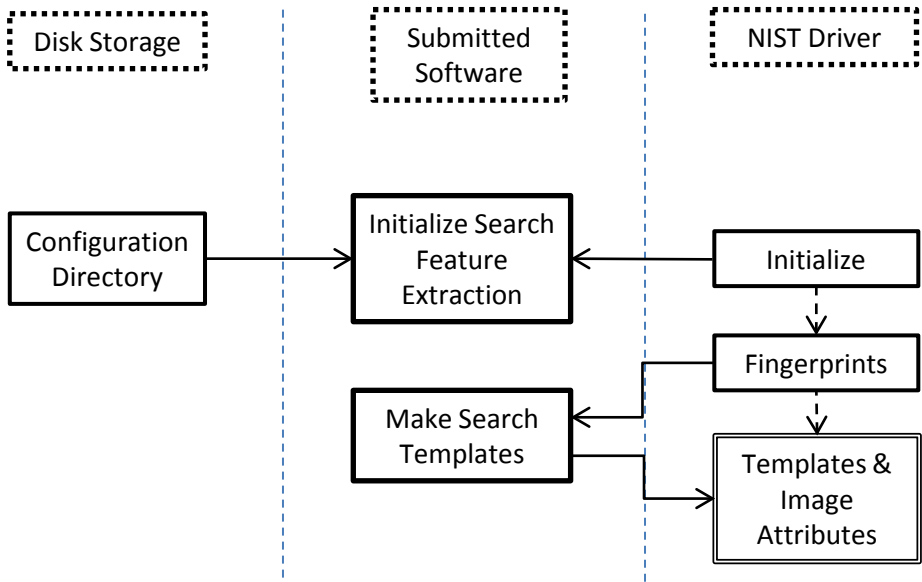 Disk Storage
Submitted
Software
NIST Driver
Configuration
Directory
Initialize Search
Feature
Extraction
Initialize
Fingerprints
Make Search
Templates
Templates &
Image
Attributes